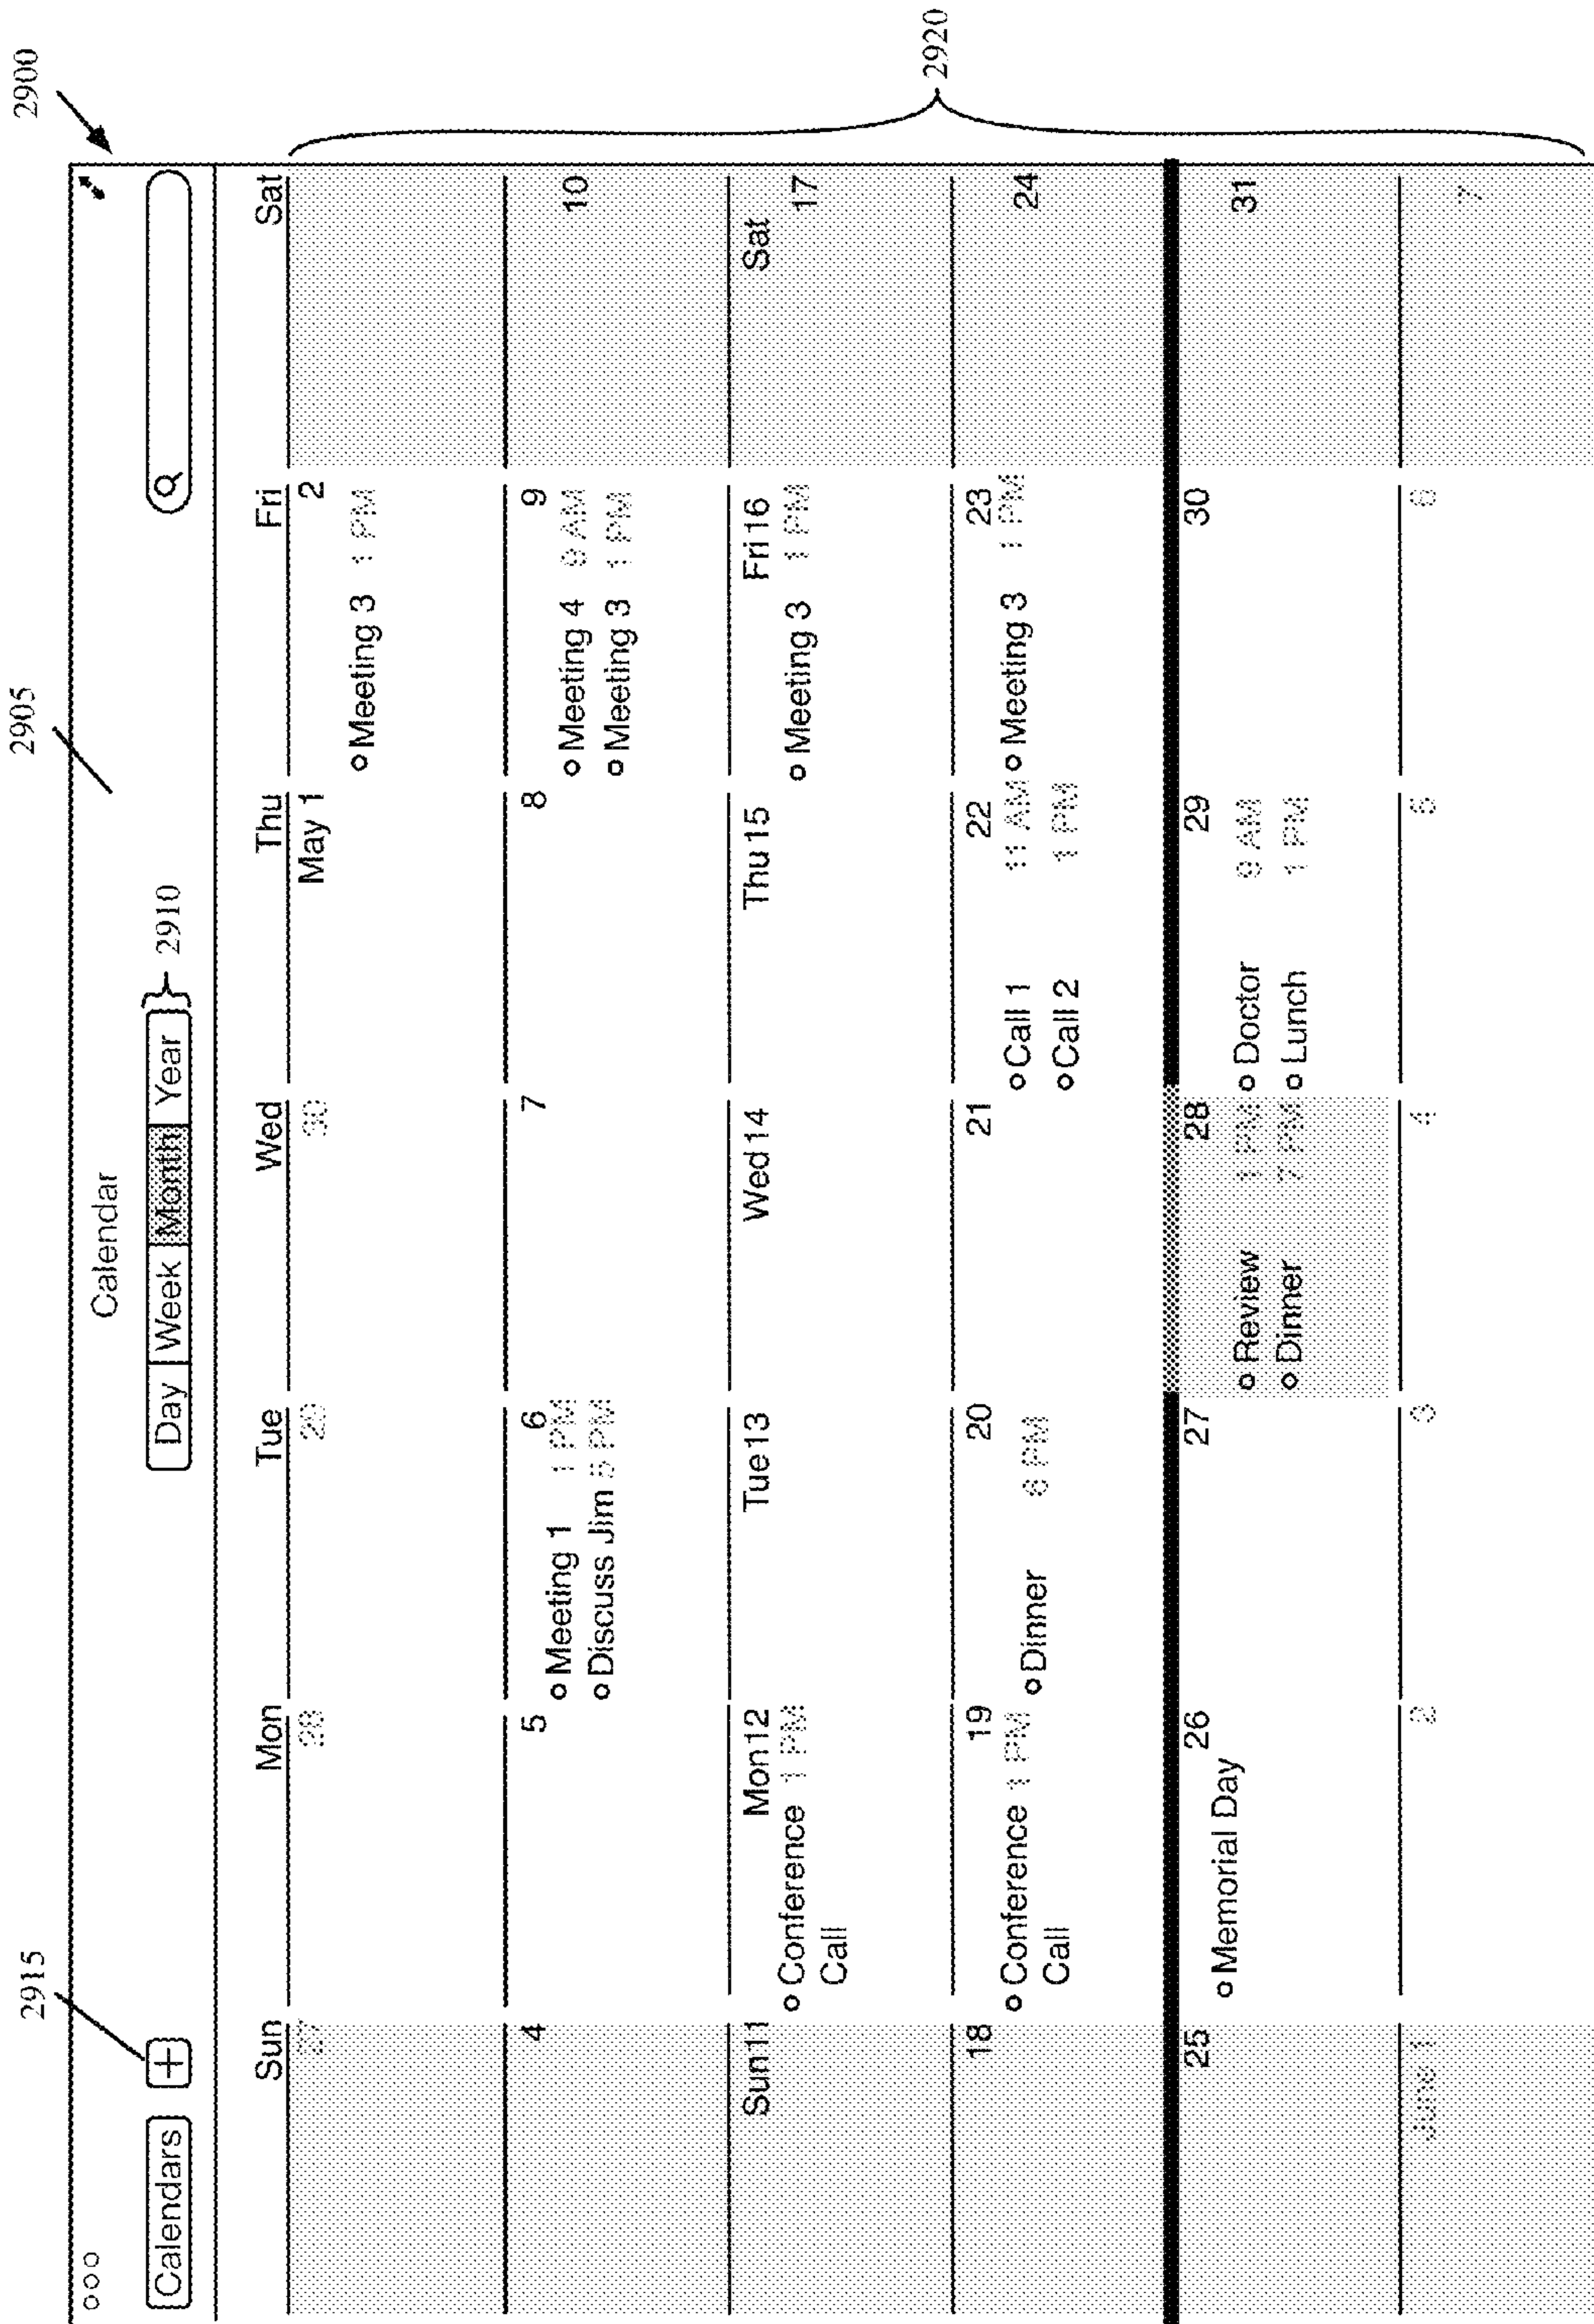 2900
2905
2915
Calendar
Calendars
+
Day Week Month Year
2910
Sun Mon Tue Wed Thu Fri Sat
27 28 29 30 May 1 2
Meeting 3 1 PM
4 5 6 7 8 9 10
Meeting 1 1 PM
Discuss Jim 5 PM
Meeting 4 9 AM
Meeting 3 1 PM
Sun 11 Mon 12 Tue 13 Wed 14 Thu 15 Fri 16 Sat 17
Conference 1 PM
Call
Meeting 3 1 PM
18 19 20 21 22 23 24
Conference 1 PM
Call
Dinner 6 PM
Call 1 11 AM
Call 2 1 PM
Meeting 3 1 PM
25 26 27 28 29 30 31
Memorial Day
Review 1 PM
Dinner 7 PM
Doctor 9 AM
Lunch 1 PM
June 1 2 3 4 5 6 7
2920